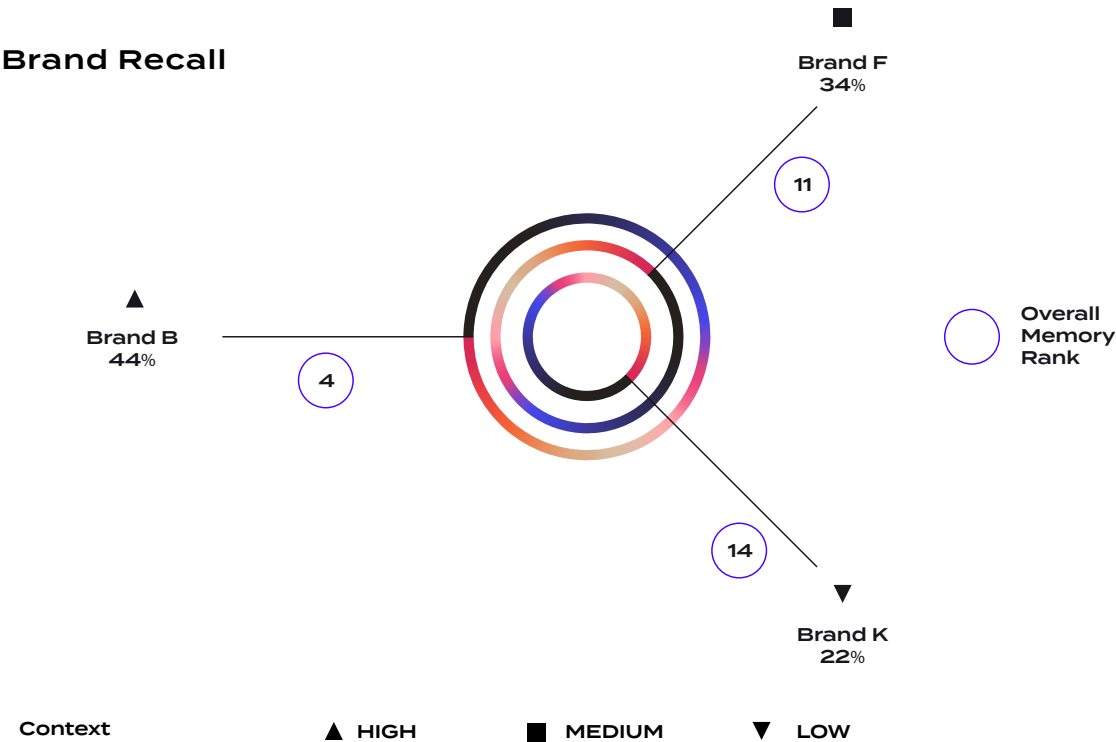 Brand Recall
Brand F
34%
11
Brand B
44%
4
Overall
Memory
Rank
14
Brand K
22%
Context
HIGH
MEDIUM
LOW